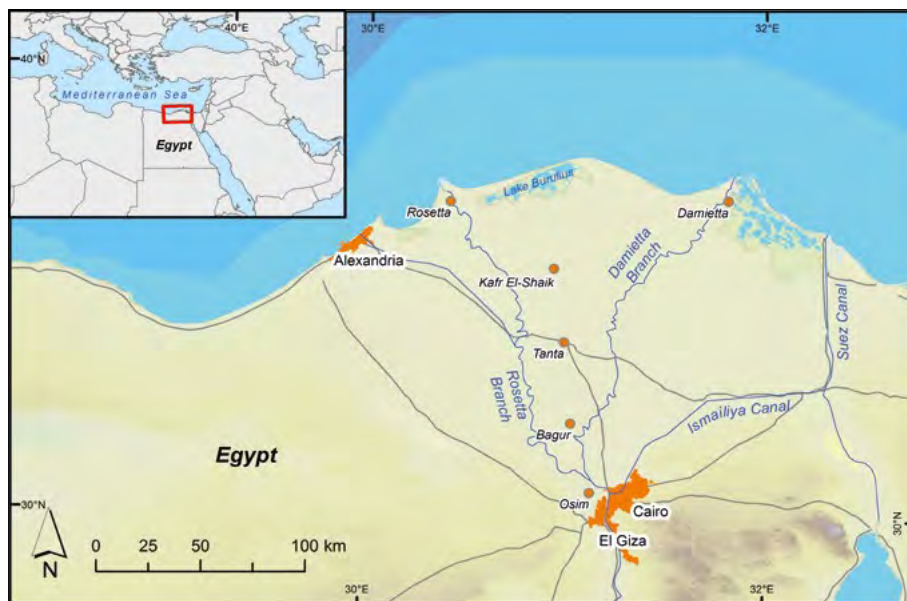 40°E
30°E
32°E
40°N
Mediterranean Sea
Egypt
Lake Burullus
Rosetta
Damietta
Alexandria
Damietta
Branch
Kafr El-Shaik
Suez Canal
Tanta
Rosetta
Branch
Ismailiya Canal
Bagur
Egypt
30°N
Osim
Cairo
30°N
El Giza
0 25 50 100 km
N
30°E
32°E